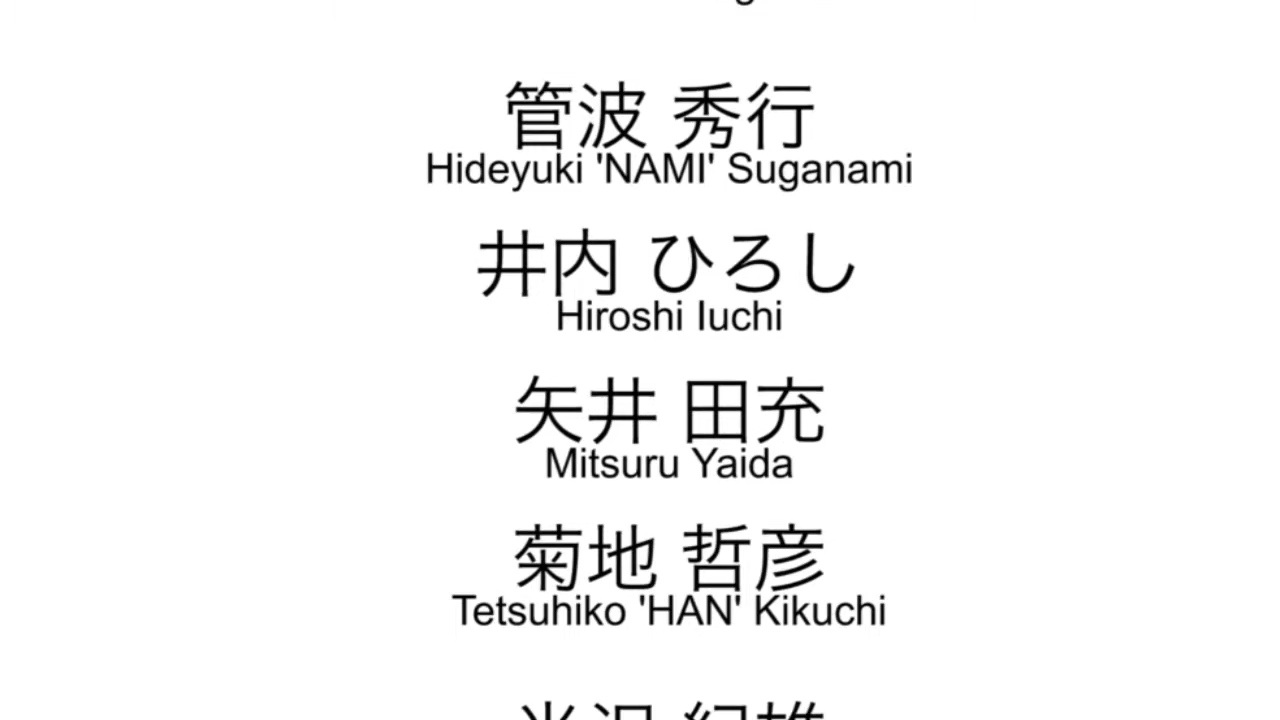 管波 秀行
Hideyuki 'NAMI' Suganami
井内 ひろし
Hiroshi Iuchi
矢井 田充
Mitsuru Yaida
菊地 哲彦
Tetsuhiko 'HAN' Kikuchi